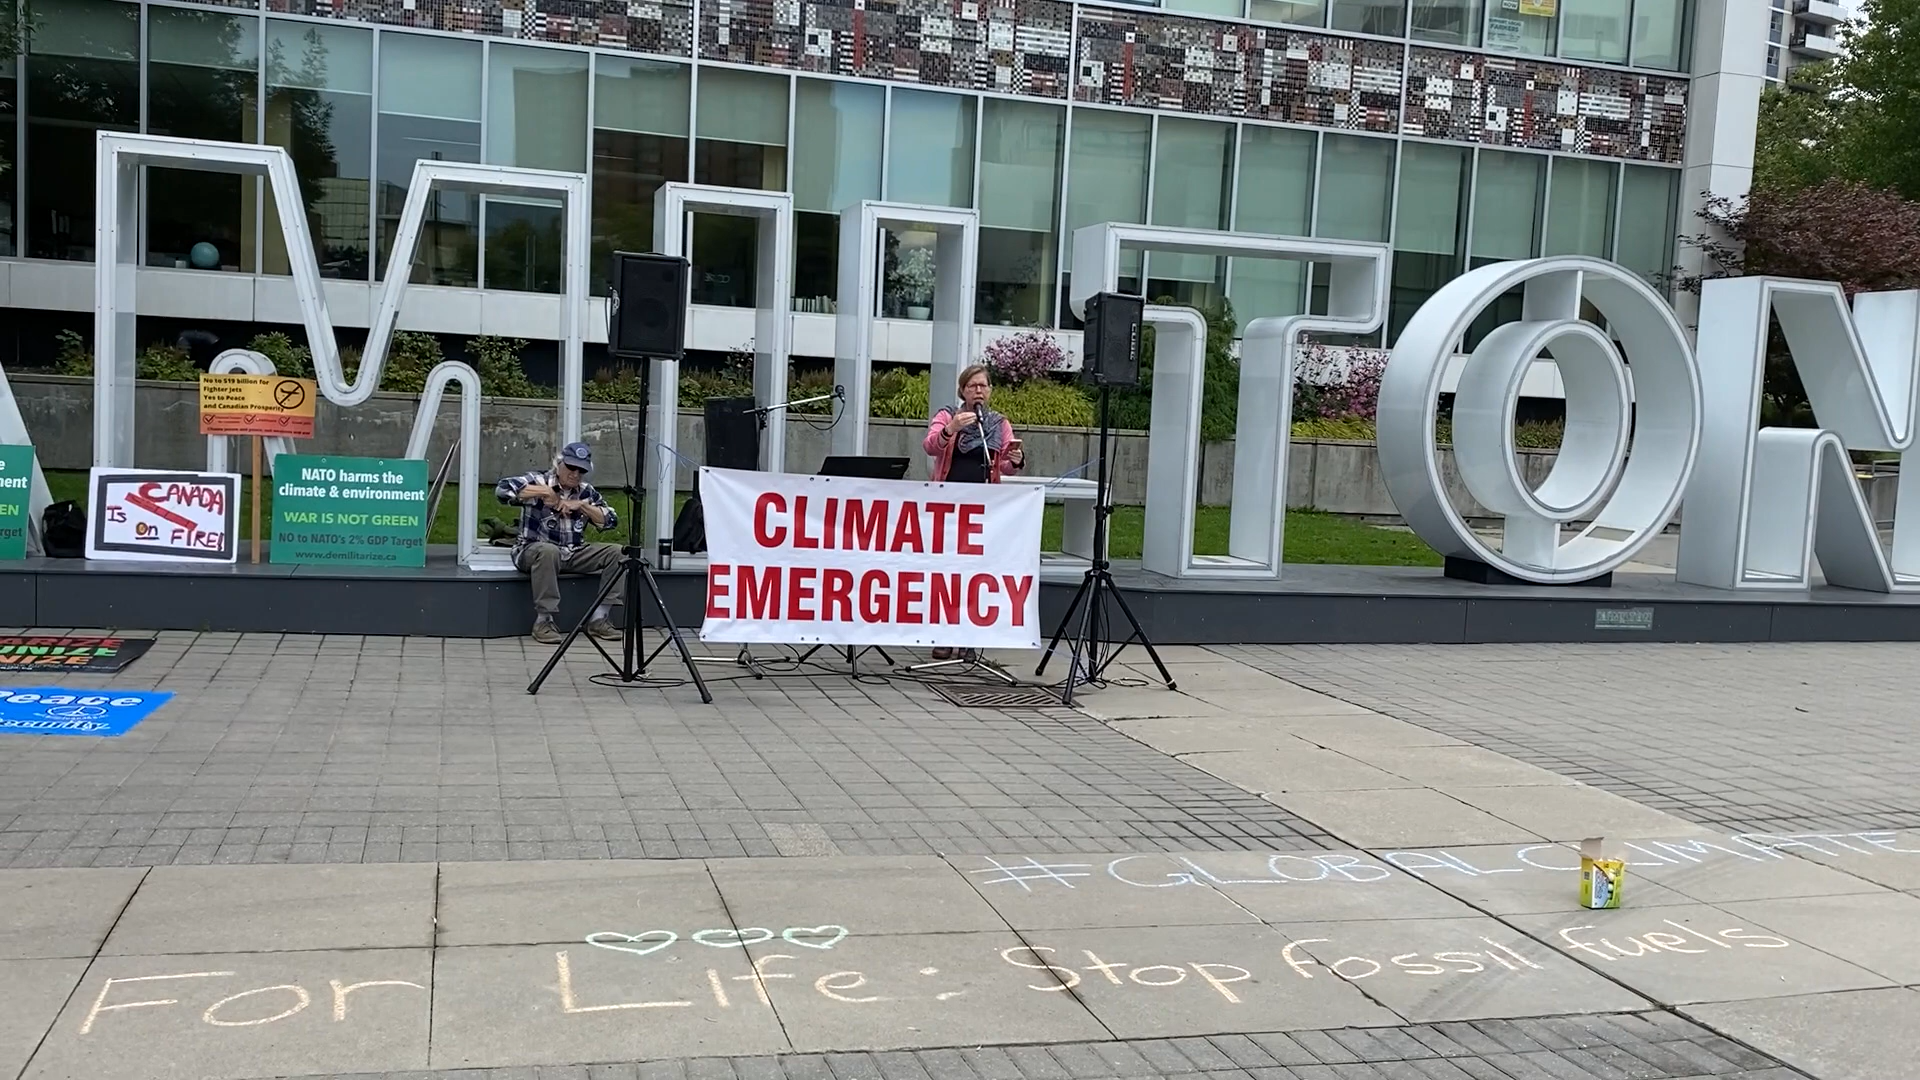 AMILTON
No to $19 billion for
Fighter Jets
Yes to Peace
and Canadian Prosperity
CANADA
Is
on FIRE!
NATO harms the
climate & environment
WAR IS NOT GREEN
NO to NATO's 2% GDP Target
www.demilitarize.ca
CLIMATE
EMERGENCY
Peace
Security
#GLOBALCLIMATE
For Life: Stop fossil fuels